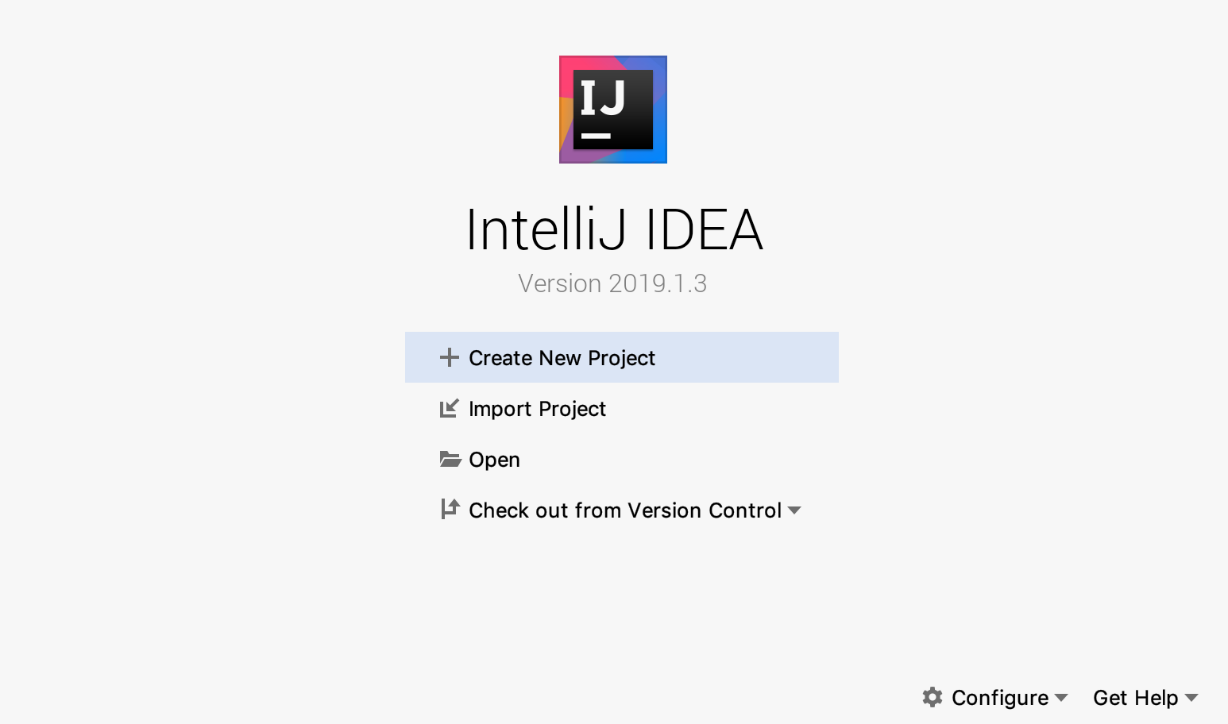 IJ
IntelliJ IDEA
Version 2019.1.3
Create New Project
Import Project
Open
Check out from Version Control
Configure
Get Help